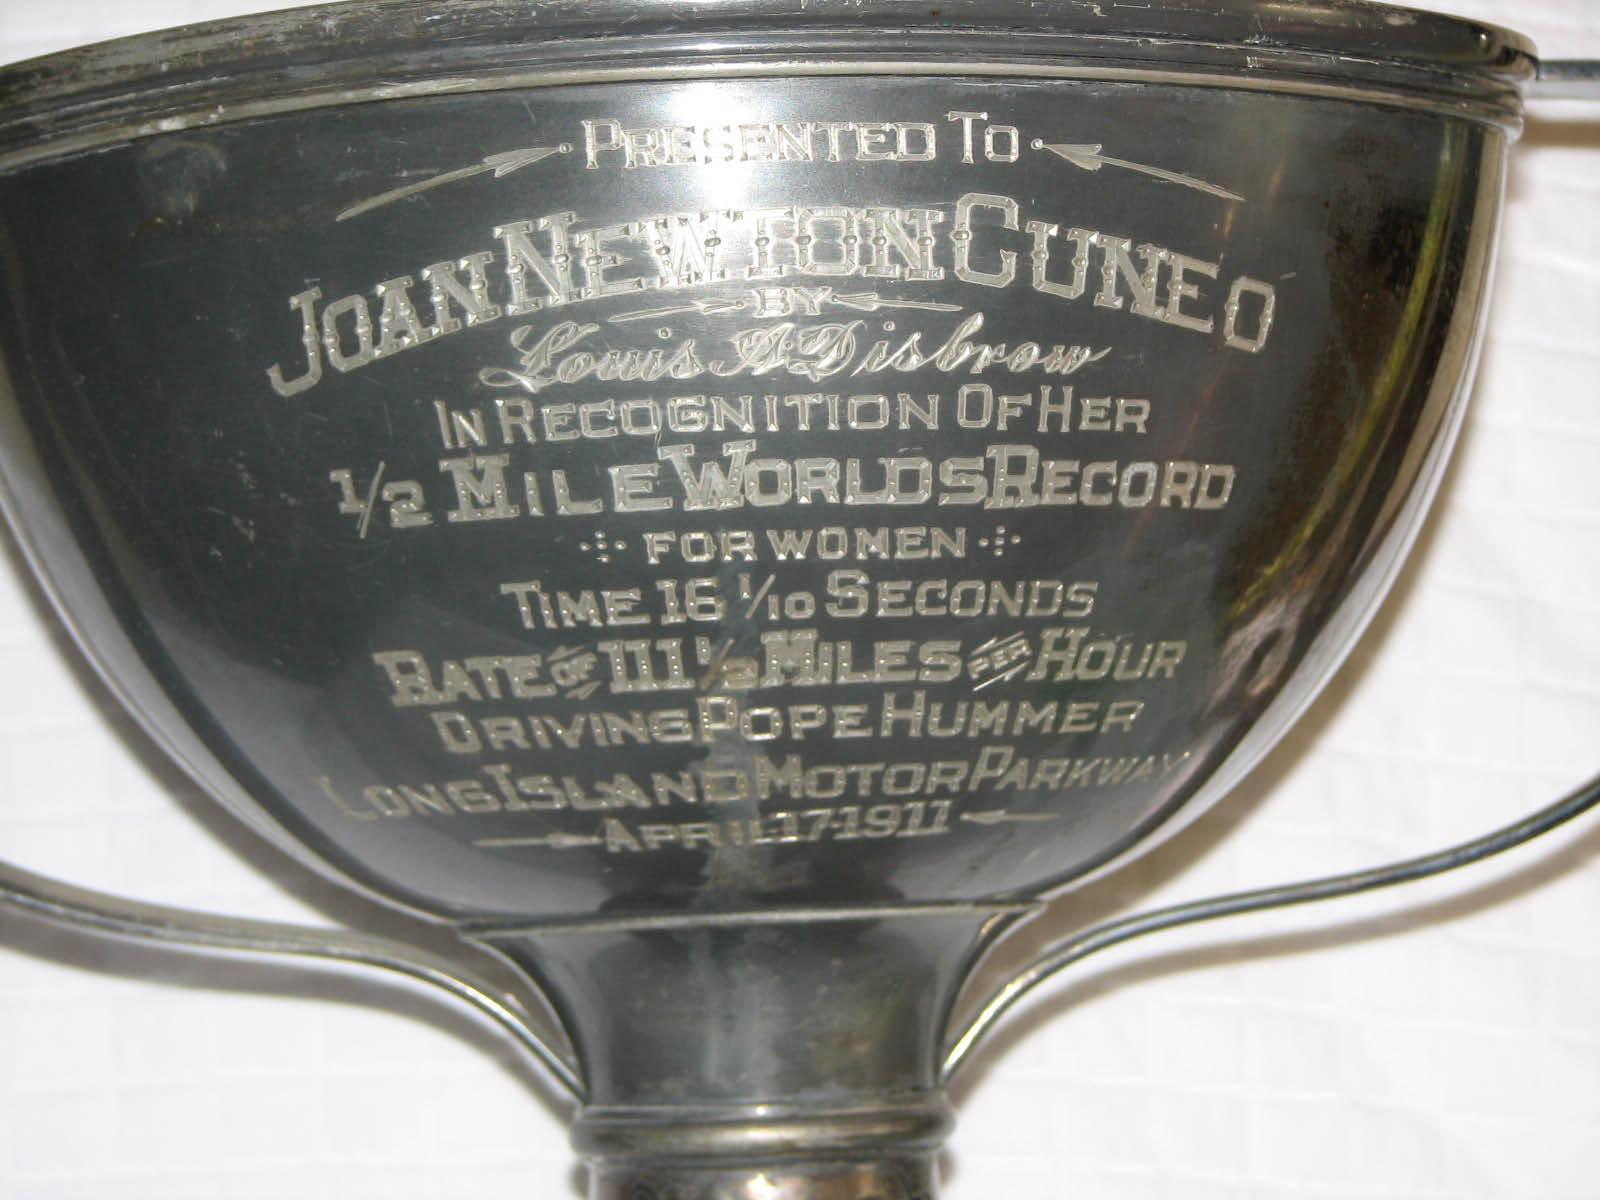 PRESENTED TO
JOAN NEWTON CUNEO
BY
Louis A. Disbrow
IN RECOGNITION OF HER
1/2 MILE WORLDS RECORD
FOR WOMEN
TIME 16 1/10 SECONDS
RATE OF 111 1/2 MILES PER HOUR
DRIVING POPE HUMMER
LONG ISLAND MOTOR PARKWAY
APRIL-17-1911